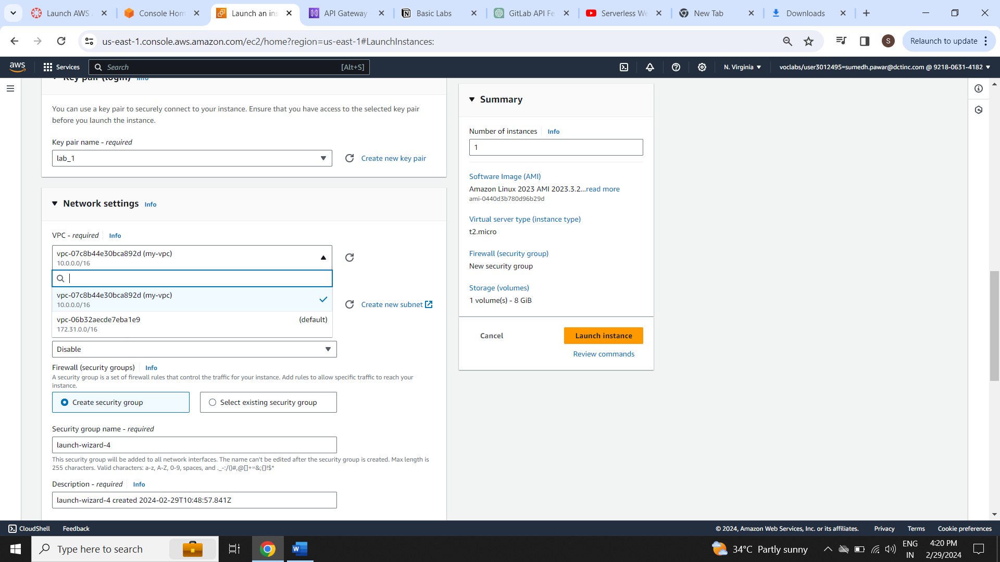 Launch AWS
Console Hom
Launch an ins
API Gateway
Basic Labs
GitLab API Fe
Serverless We
New Tab
Downloads
us-east-1.console.aws.amazon.com/ec2/home?region=us-east-1#LaunchInstances:
S
Relaunch to update
aws
Services
Search
[Alt+S]
N. Virginia
voclabs/user3012495=sumedh.pawar@dctinc.com @ 9218-0631-4182
Key pair (login) Info
You can use a key pair to securely connect to your instance. Ensure that you have access to the selected key pair
before you launch the instance.
Key pair name - required
lab_1
Create new key pair
Network settings Info
VPC - required Info
vpc-07c8b44e30bca892d (my-vpc)
10.0.0.0/16
vpc-07c8b44e30bca892d (my-vpc)
10.0.0.0/16
Create new subnet
vpc-06b32aecde7eba1e9 (default)
172.31.0.0/16
Disable
Firewall (security groups) Info
A security group is a set of firewall rules that control the traffic for your instance. Add rules to allow specific traffic to reach your
instance.
Create security group
Select existing security group
Security group name - required
launch-wizard-4
This security group will be added to all network interfaces. The name can't be edited after the security group is created. Max length is
255 characters. Valid characters: a-z, A-Z, 0-9, spaces, and ._-:/()#,@[]+=&;{}!$*
Description - required Info
launch-wizard-4 created 2024-02-29T10:48:57.841Z
Summary
Number of instances Info
1
Software Image (AMI)
Amazon Linux 2023 AMI 2023.3.2...read more
ami-0440d3b780d96b29d
Virtual server type (instance type)
t2.micro
Firewall (security group)
New security group
Storage (volumes)
1 volume(s) - 8 GiB
Cancel
Launch instance
Review commands
CloudShell
Feedback
© 2024, Amazon Web Services, Inc. or its affiliates.
Privacy
Terms
Cookie preferences
Type here to search
34°C Partly sunny
ENG
IN
4:20 PM
2/29/2024